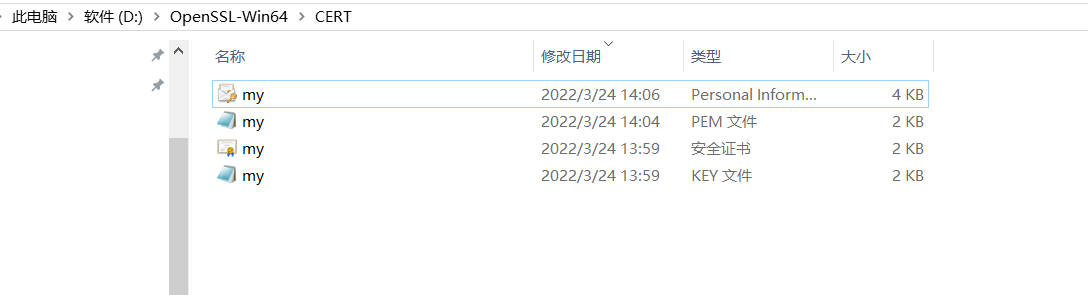 此电脑 > 软件 (D:) > OpenSSL-Win64 > CERT
名称 修改日期 类型 大小
my 2022/3/24 14:06 Personal Inform... 4 KB
my 2022/3/24 14:04 PEM 文件 2 KB
my 2022/3/24 13:59 安全证书 2 KB
my 2022/3/24 13:59 KEY 文件 2 KB